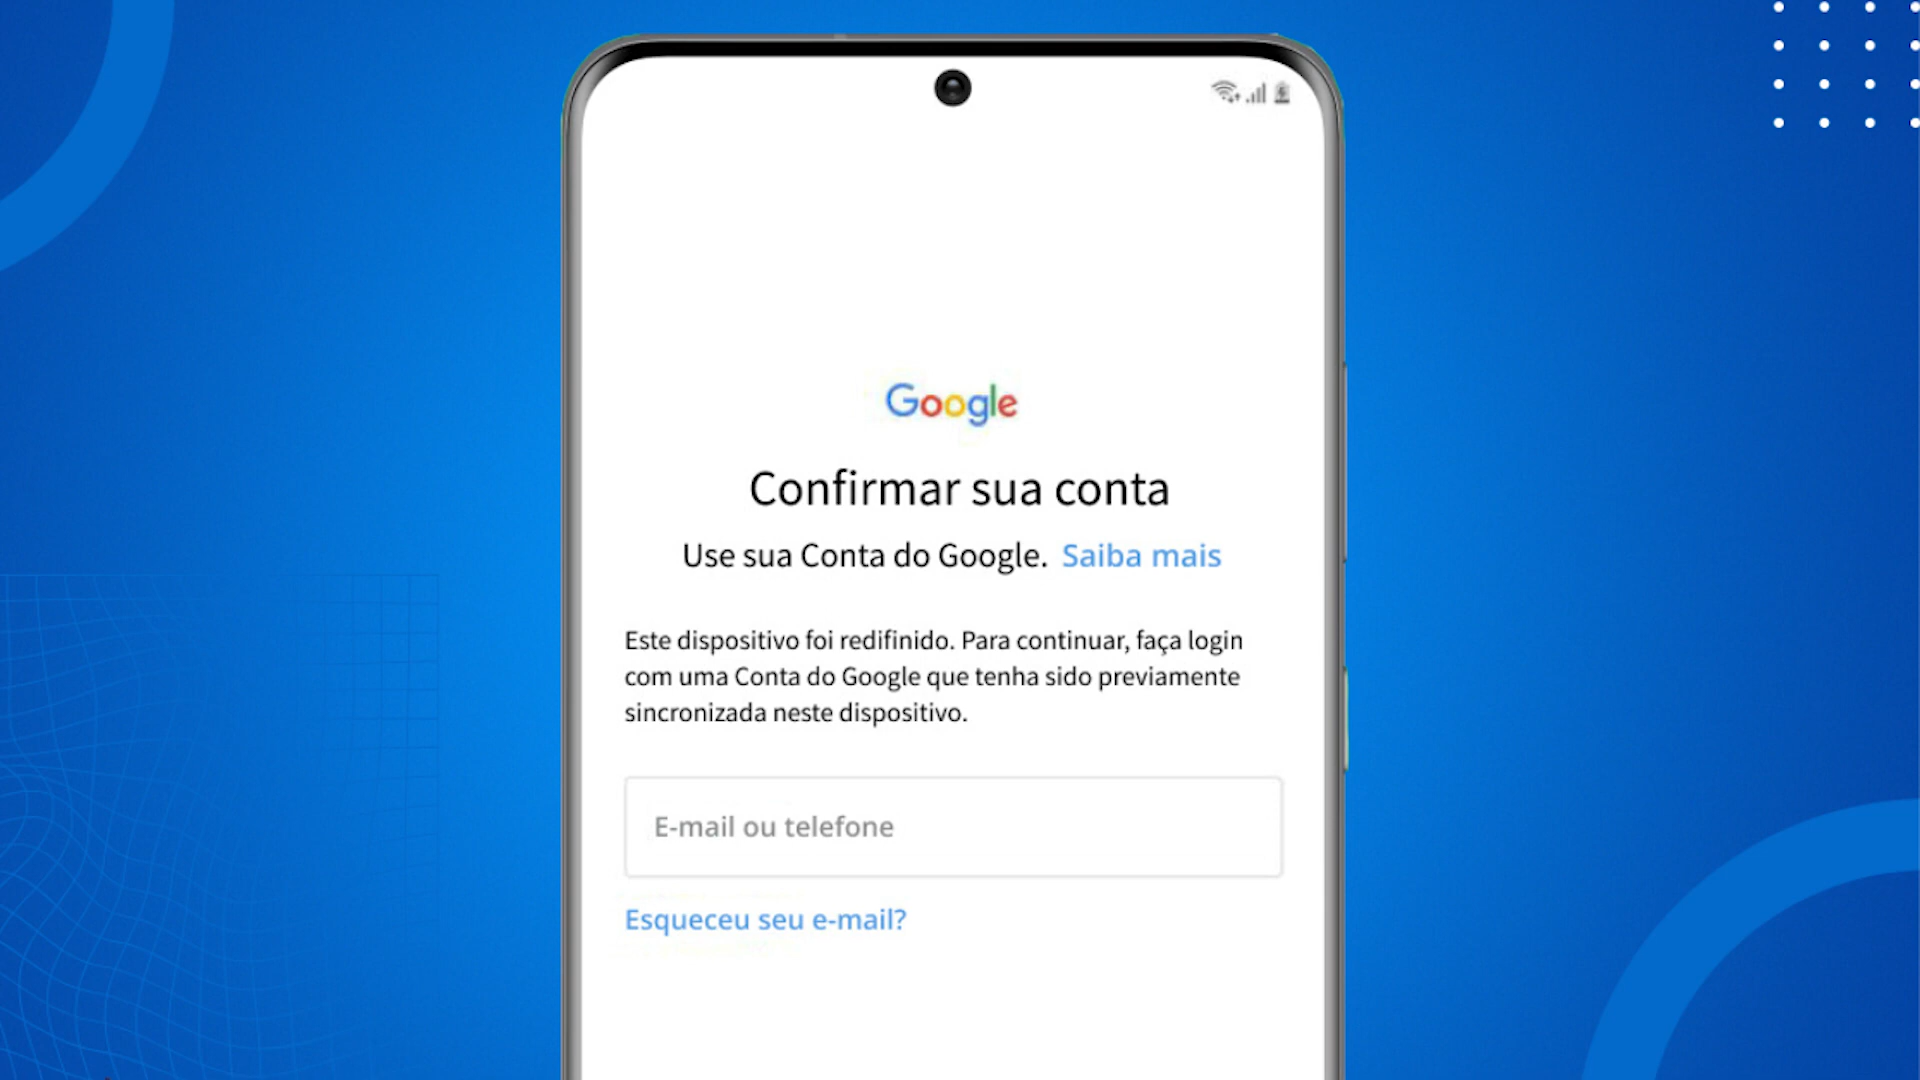 Google
Confirmar sua conta
Use sua Conta do Google. Saiba mais
Este dispositivo foi redifinido. Para continuar, faça login
com uma Conta do Google que tenha sido previamente
sincronizada neste dispositivo.
E-mail ou telefone
Esqueceu seu e-mail?